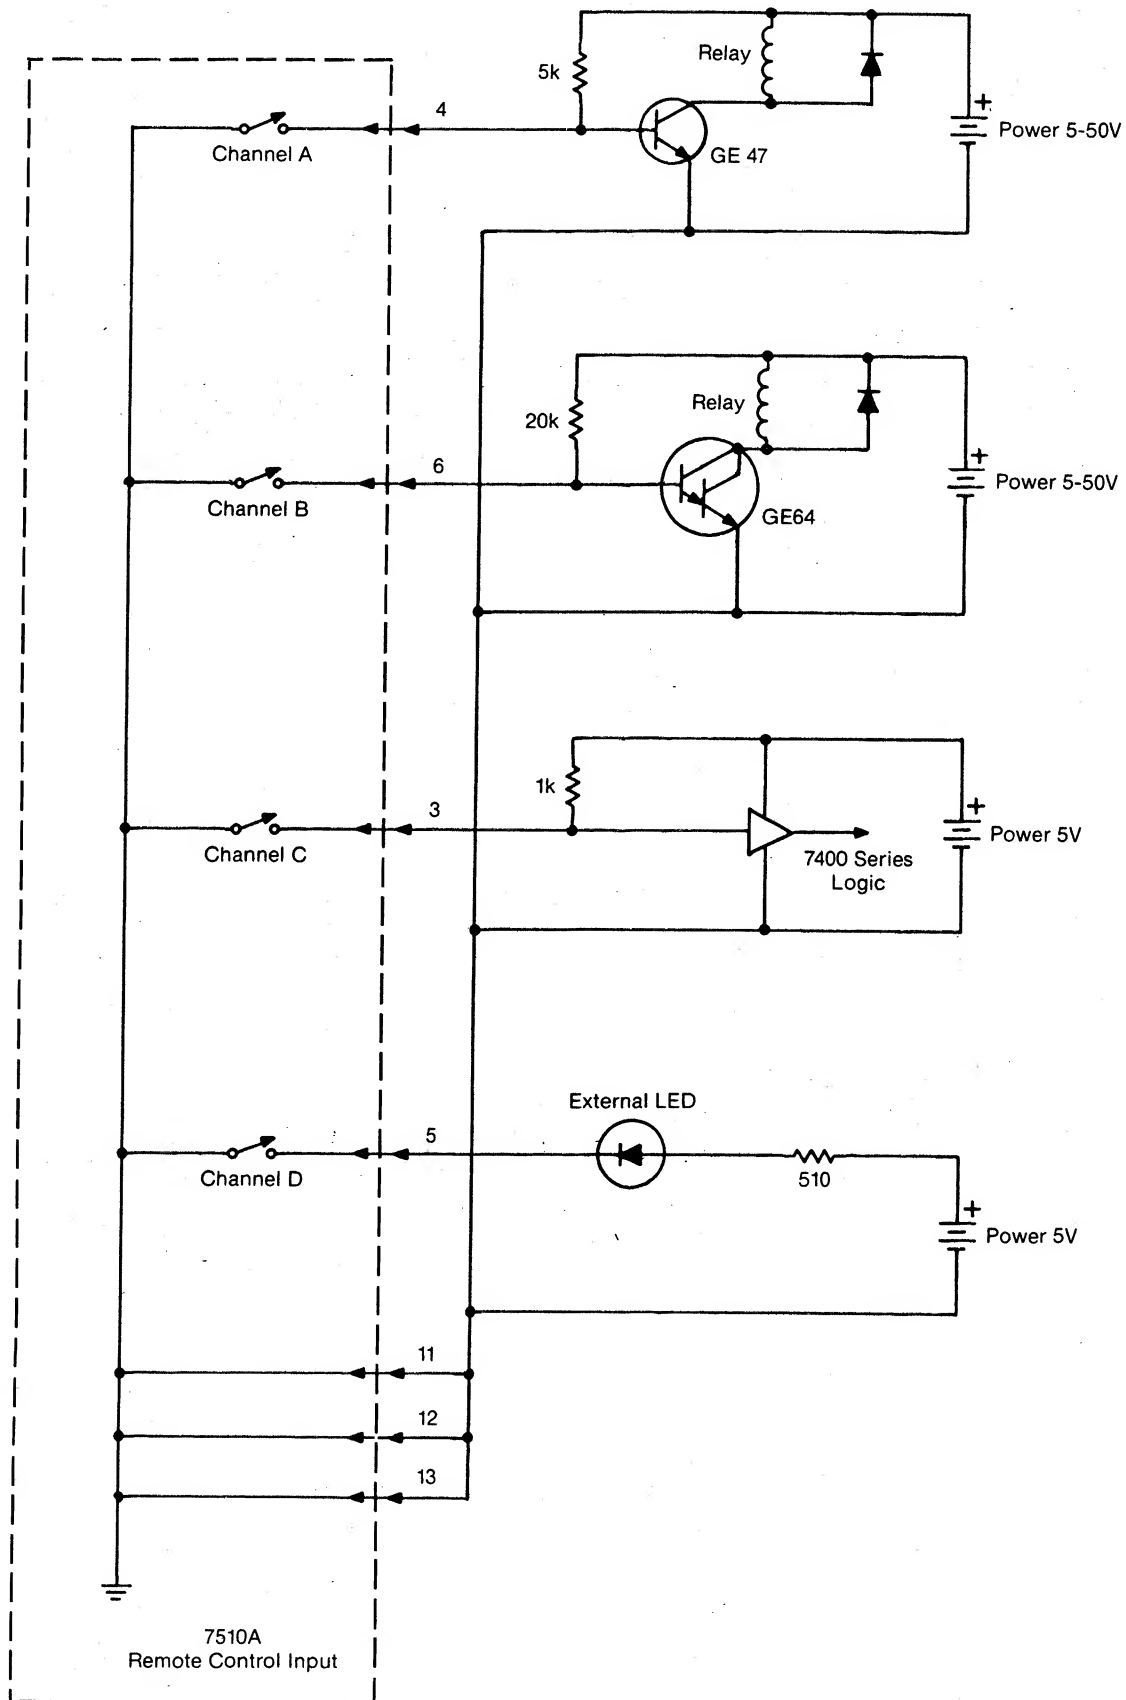 Relay
5k
4
+
Power 5-50V
Channel A
GE 47
Relay
20k
6
+
Power 5-50V
Channel B
GE64
1k
3
+
Power 5V
Channel C
7400 Series
Logic
External LED
5
Channel D
510
+
Power 5V
11
12
13
7510A
Remote Control Input